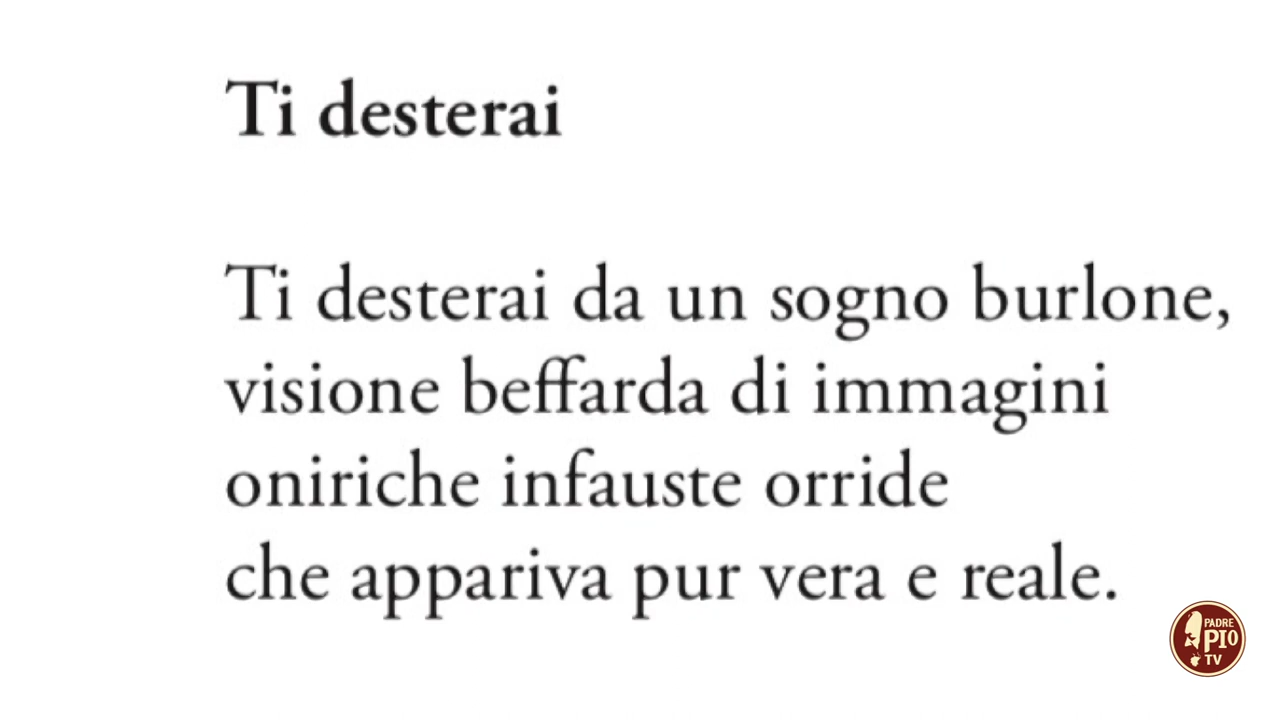 Ti desterai
Ti desterai da un sogno burlone,
visione beffarda di immagini
oniriche infauste orride
che appariva pur vera e reale.
PADRE
PIO
TV